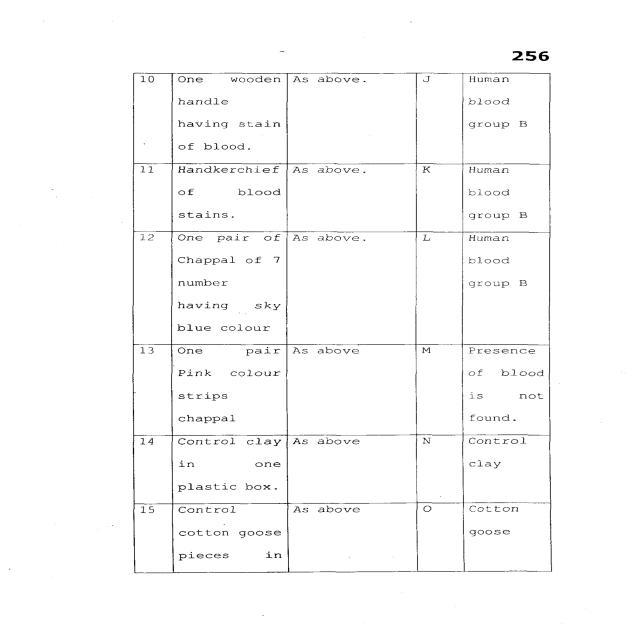 256
10 One wooden As above. J Human
handle blood
having stain group B
of blood.
11 Handkerchief As above. K Human
of blood blood
stains. group B
12 One pair of As above. L Human
Chappal of 7 blood
number group B
having sky
blue colour
13 One pair As above M Presence
Pink colour of blood
strips is not
chappal found.
14 Control clay As above N Control
in one clay
plastic box.
15 Control As above O Cotton
cotton goose goose
pieces in